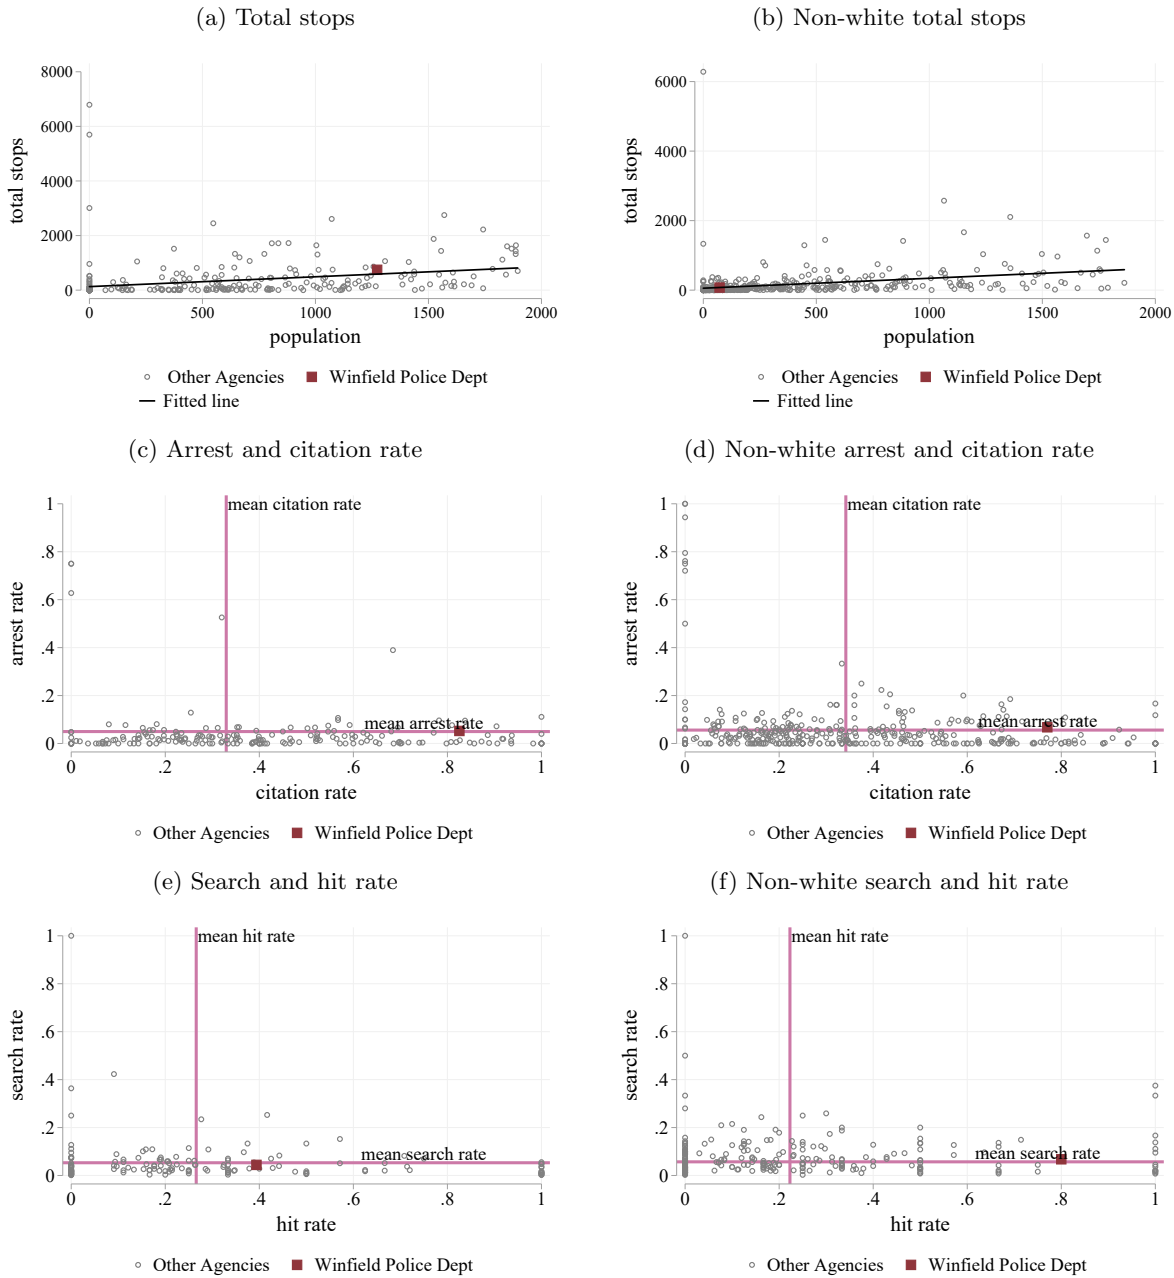 (a) Total stops
(b) Non-white total stops
8000
6000
4000
2000
0
total stops
0 500 1000 1500 2000
population
Other Agencies Winfield Police Dept
Fitted line
6000
4000
2000
0
total stops
0 500 1000 1500 2000
population
Other Agencies Winfield Police Dept
Fitted line
(c) Arrest and citation rate
(d) Non-white arrest and citation rate
1
.8
.6
.4
.2
0
arrest rate
mean citation rate
mean arrest rate
0 .2 .4 .6 .8 1
citation rate
Other Agencies Winfield Police Dept
1
.8
.6
.4
.2
0
arrest rate
mean citation rate
mean arrest rate
0 .2 .4 .6 .8 1
citation rate
Other Agencies Winfield Police Dept
(e) Search and hit rate
(f) Non-white search and hit rate
1
.8
.6
.4
.2
0
search rate
mean hit rate
mean search rate
0 .2 .4 .6 .8 1
hit rate
Other Agencies Winfield Police Dept
1
.8
.6
.4
.2
0
search rate
mean hit rate
mean search rate
0 .2 .4 .6 .8 1
hit rate
Other Agencies Winfield Police Dept